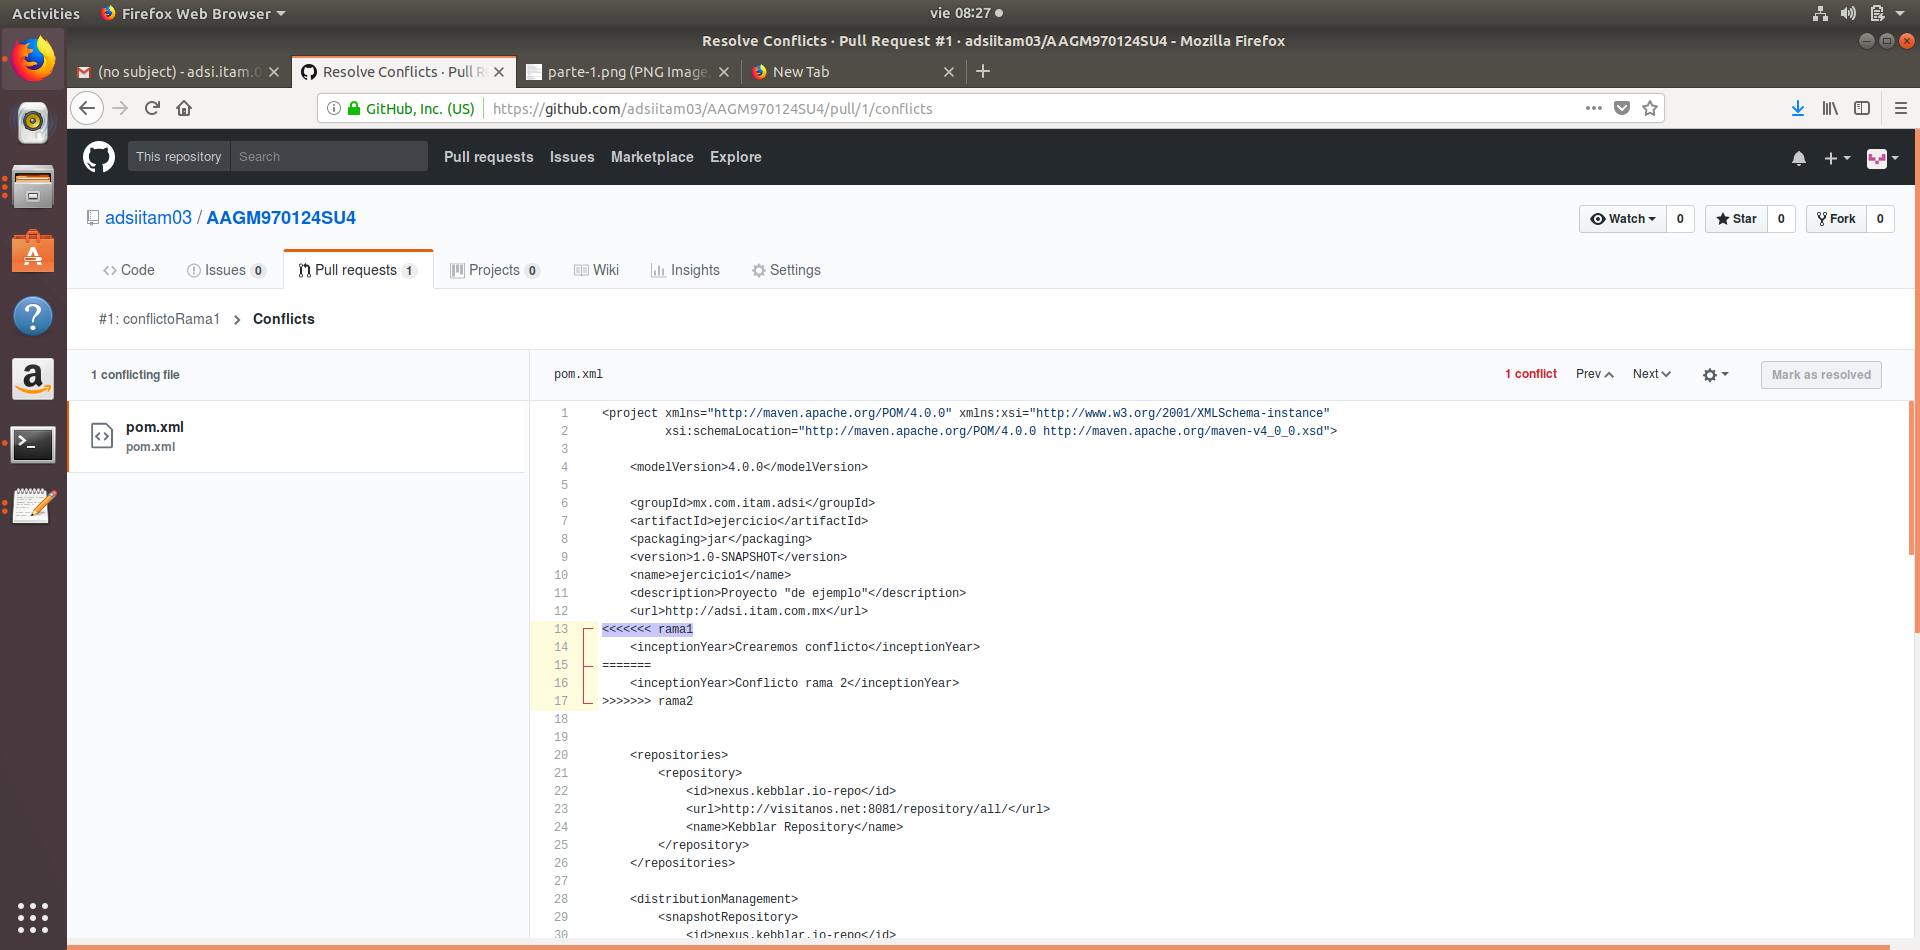 Activities Firefox Web Browser vie 08:27
Resolve Conflicts · Pull Request #1 · adsiitam03/AAGM970124SU4 - Mozilla Firefox
(no subject) - adsi.itam.0 Resolve Conflicts · Pull R parte-1.png (PNG Image, New Tab
GitHub, Inc. (US) https://github.com/adsiitam03/AAGM970124SU4/pull/1/conflicts
This repository Search Pull requests Issues Marketplace Explore
adsiitam03 / AAGM970124SU4 Watch 0 Star 0 Fork 0
Code Issues 0 Pull requests 1 Projects 0 Wiki Insights Settings
#1: conflictoRama1 Conflicts
1 conflicting file pom.xml 1 conflict Prev Next Mark as resolved
pom.xml
pom.xml
1 <project xmlns="http://maven.apache.org/POM/4.0.0" xmlns:xsi="http://www.w3.org/2001/XMLSchema-instance"
2 xsi:schemaLocation="http://maven.apache.org/POM/4.0.0 http://maven.apache.org/maven-v4_0_0.xsd">
3
4 <modelVersion>4.0.0</modelVersion>
5
6 <groupId>mx.com.itam.adsi</groupId>
7 <artifactId>ejercicio</artifactId>
8 <packaging>jar</packaging>
9 <version>1.0-SNAPSHOT</version>
10 <name>ejercicio1</name>
11 <description>Proyecto "de ejemplo"</description>
12 <url>http://adsi.itam.com.mx</url>
13 <<<<<<< rama1
14 <inceptionYear>Crearemos conflicto</inceptionYear>
15 =======
16 <inceptionYear>Conflicto rama 2</inceptionYear>
17 >>>>>>> rama2
18
19
20 <repositories>
21 <repository>
22 <id>nexus.kebblar.io-repo</id>
23 <url>http://visitanos.net:8081/repository/all/</url>
24 <name>Kebblar Repository</name>
25 </repository>
26 </repositories>
27
28 <distributionManagement>
29 <snapshotRepository>
30 <id>nexus.kebblar.io-repo</id>